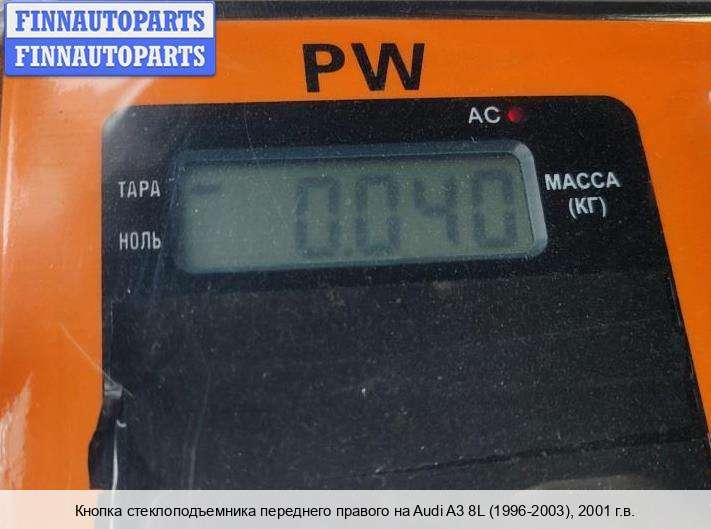 FINNAUTOPARTS
FINNAUTOPARTS
PW
AC
ТАРА
0.040
МАССА
(КГ)
НОЛЬ
Кнопка стеклоподъемника переднего правого на Audi A3 8L (1996-2003), 2001 г.в.